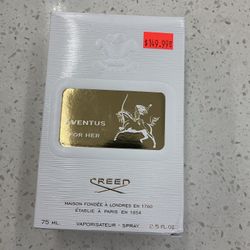 $149.99
AVENTUS
FOR HER
CREED
MAISON FONDÉE À LONDRES EN 1760
ÉTABLIE À PARIS EN 1854
75 ML. VAPORISATEUR - SPRAY 2.5 FL.OZ